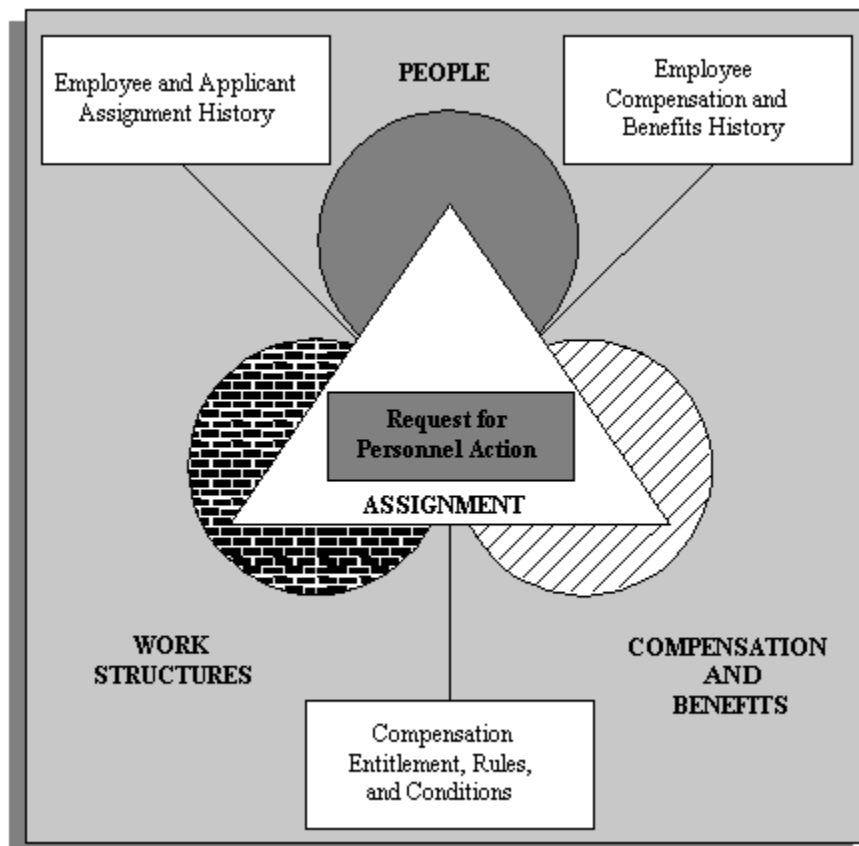 Employee and Applicant
Assignment History
PEOPLE
Employee
Compensation and
Benefits History
Request for
Personnel Action
ASSIGNMENT
WORK
STRUCTURES
COMPENSATION
AND
BENEFITS
Compensation
Entitlement, Rules,
and Conditions